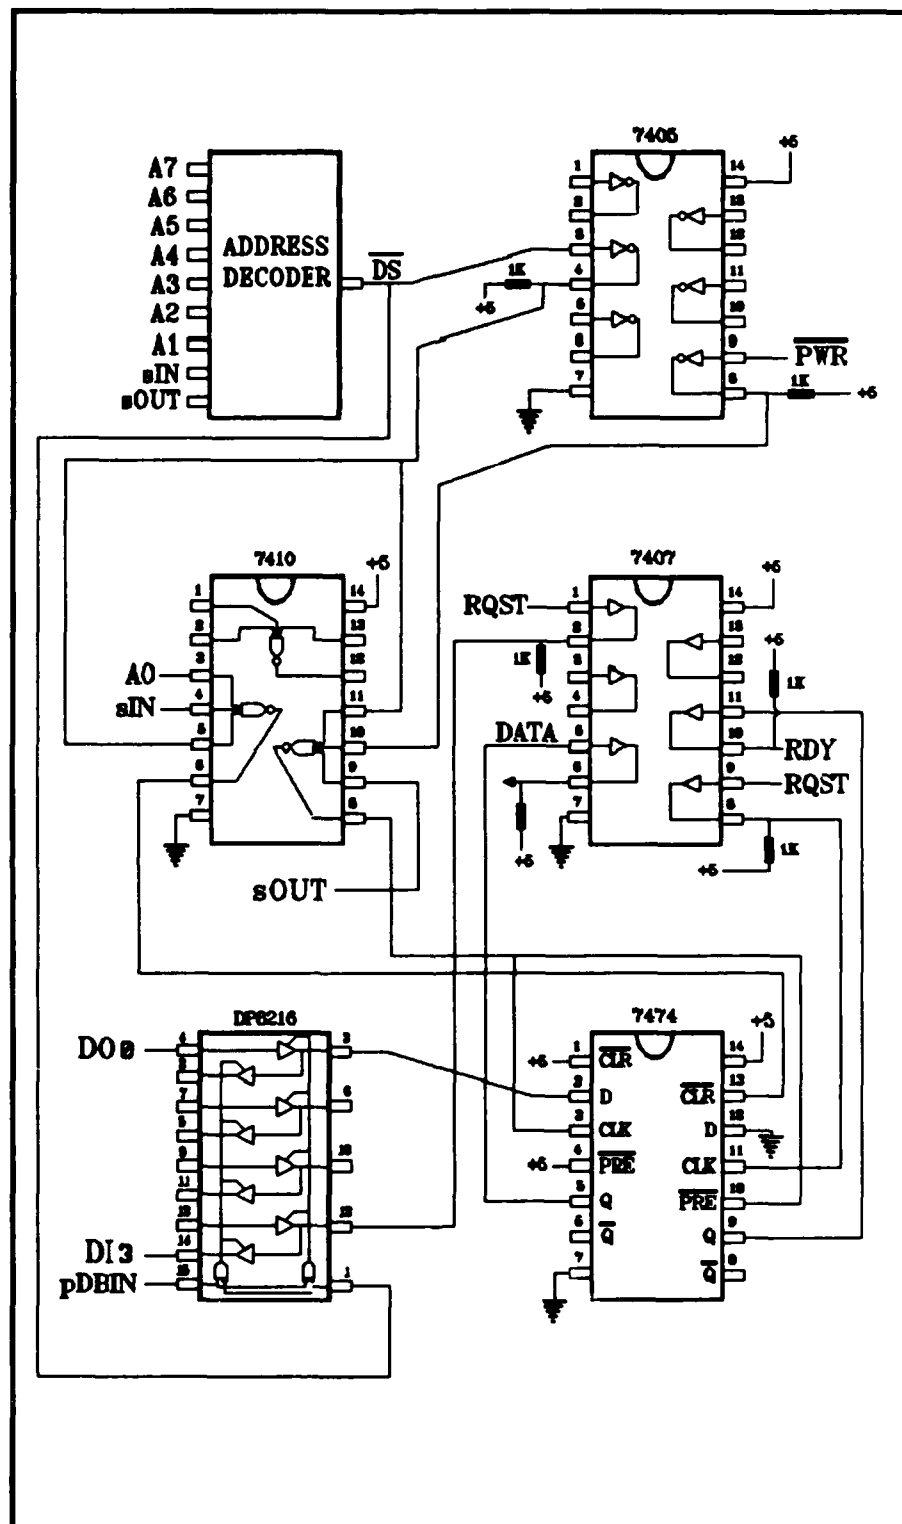 7405
A7
A6
A5
A4
A3
A2
A1
sIN
sOUT
ADDRESS
DECODER
DS
1
2
3
4
5
6
7
14
13
12
11
10
9
8
+5
1K
+5
PWR
1K
+5
7410
1
2
3
4
5
6
7
14
13
12
11
10
9
8
+5
A0
sIN
sOUT
7407
RQST
1
2
3
4
5
6
7
14
13
12
11
10
9
8
+5
+5
1K
1K
+5
DATA
+5
RDY
RQST
1K
+5
DP8216
DO0
DI3
pDBIN
4
7
9
11
14
15
3
6
10
13
1
7474
+5
+5
+5
1
2
3
4
5
6
7
CLR
D
CLK
PRE
Q
Q
14
13
12
11
10
9
8
CLR
D
CLK
PRE
Q
Q